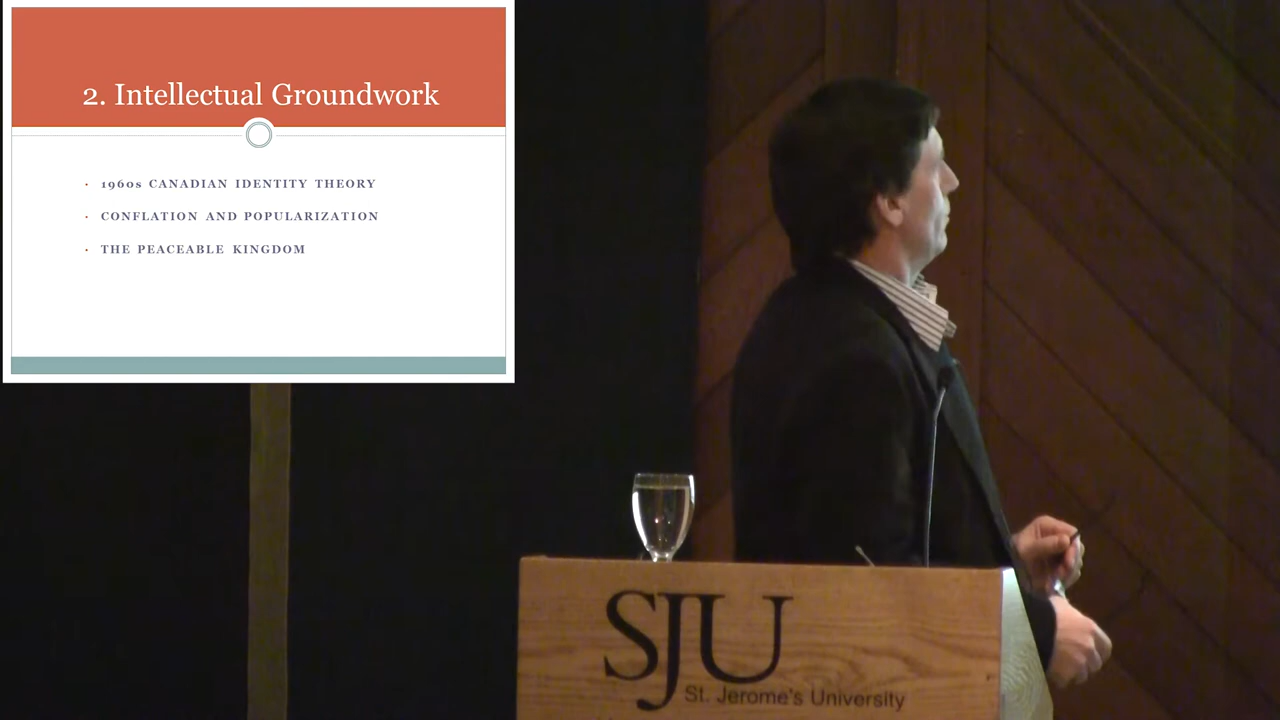 2. Intellectual Groundwork
· 1960s CANADIAN IDENTITY THEORY
· CONFLATION AND POPULARIZATION
· THE PEACEABLE KINGDOM
SJU
St. Jerome's University